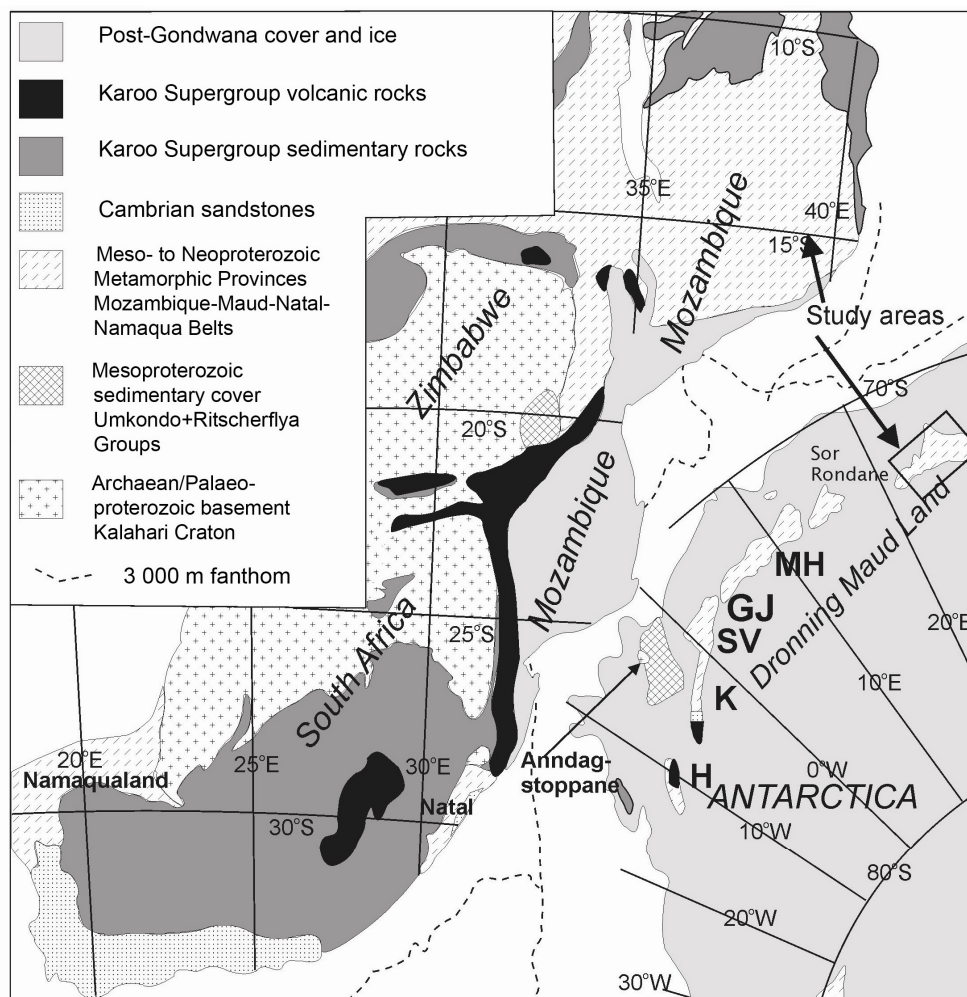 Post-Gondwana cover and ice
Karoo Supergroup volcanic rocks
Karoo Supergroup sedimentary rocks
Cambrian sandstones
Meso- to Neoproterozoic
Metamorphic Provinces
Mozambique-Maud-Natal-
Namaqua Belts
Mesoproterozoic
sedimentary cover
Umkondo+Ritscherflya
Groups
Archaean/Palaeo-
proterozoic basement
Kalahari Craton
3 000 m fanthom
10°S
35°E
40°E
15°S
Mozambique
Study areas
Zimbabwe
70°S
20°S
Sor
Rondane
Mozambique
MH
GJ
SV
Dronning Maud Land
20°E
25°S
South Africa
K
10°E
20°E
25°E
30°E
Namaqualand
Natal
Anndag-
stoppane
0°W
H
ANTARCTICA
30°S
10°W
80°S
20°W
30°W